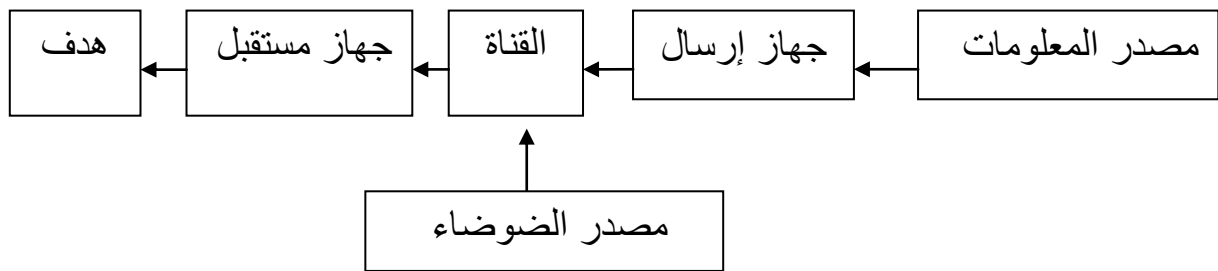 مصدر المعلومات
جهاز إرسال
القناة
جهاز مستقبل
هدف
مصدر الضوضاء